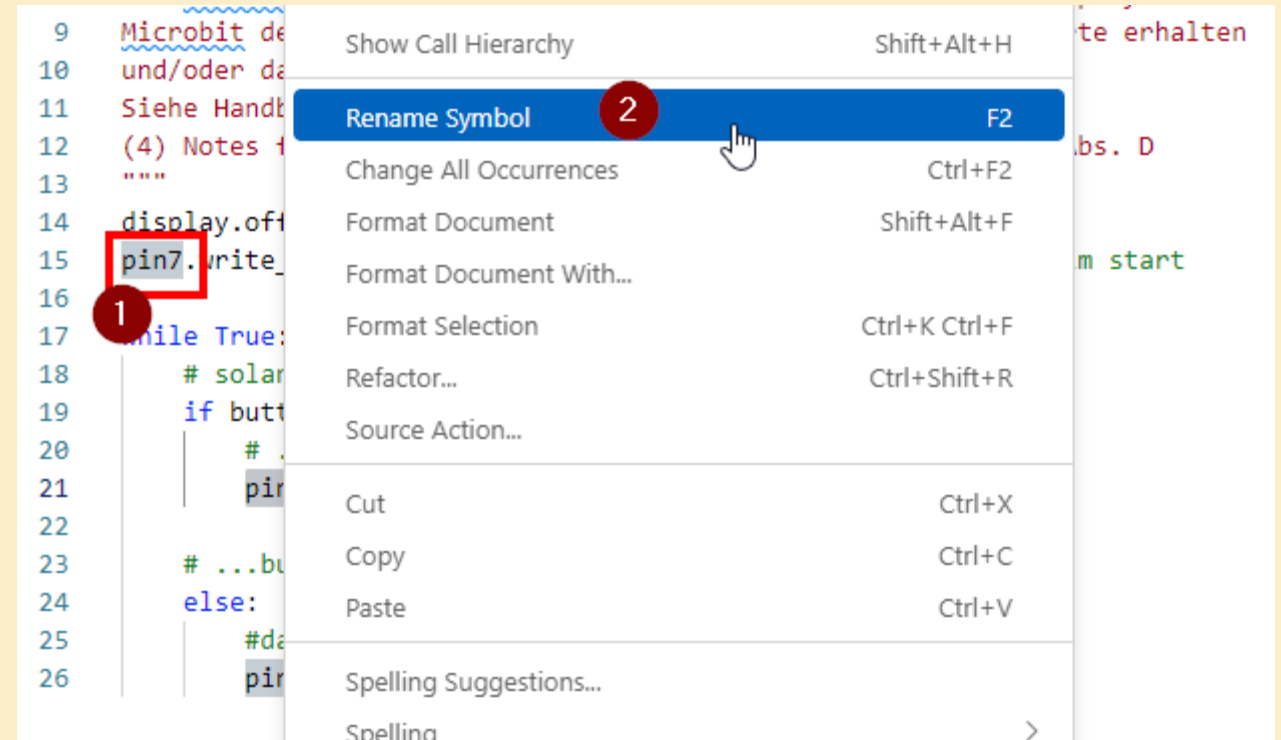 9 Microbit de
te erhalten
10 und/oder da
11 Siehe Handb
12 (4) Notes f
bs. D
13 """
14 display.off
15 pin7.write_
m start
16
1
17 while True:
18 # solar
19 if butt
20 # .
21 pin
22
23 # ...bu
24 else:
25 #da
26 pin
Show Call Hierarchy Shift+Alt+H
Rename Symbol 2 F2
Change All Occurrences Ctrl+F2
Format Document Shift+Alt+F
Format Document With...
Format Selection Ctrl+K Ctrl+F
Refactor... Ctrl+Shift+R
Source Action...
Cut Ctrl+X
Copy Ctrl+C
Paste Ctrl+V
Spelling Suggestions...
Spelling